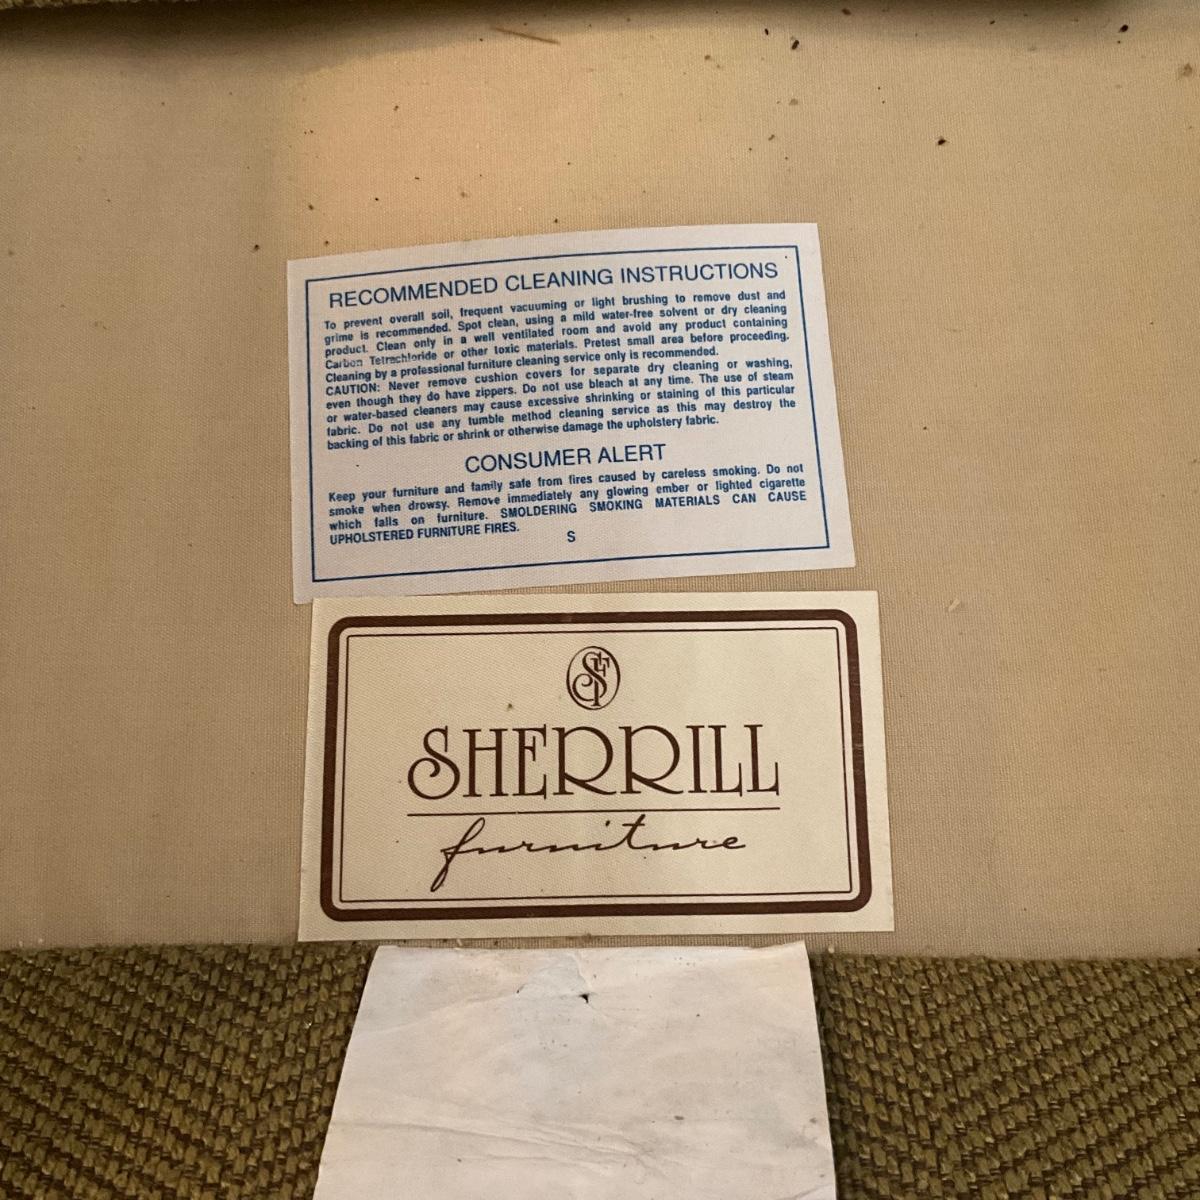 RECOMMENDED CLEANING INSTRUCTIONS
To prevent overall soil, frequent vacuuming or light brushing to remove dust and
grime is recommended. Spot clean, using a mild water-free solvent or dry cleaning
product. Clean only in a well ventilated room and avoid any product containing
Carbon Tetrachloride or other toxic materials. Pretest small area before proceeding.
Cleaning by a professional furniture cleaning service only is recommended.
CAUTION: Never remove cushion covers for separate dry cleaning or washing,
even though they do have zippers. Do not use bleach at any time. The use of steam
or water-based cleaners may cause excessive shrinking or staining of this particular
fabric. Do not use any tumble method cleaning service as this may destroy the
backing of this fabric or shrink or otherwise damage the upholstery fabric.
CONSUMER ALERT
Keep your furniture and family safe from fires caused by careless smoking. Do not
smoke when drowsy. Remove immediately any glowing ember or lighted cigarette
which falls on furniture. SMOLDERING SMOKING MATERIALS CAN CAUSE
UPHOLSTERED FURNITURE FIRES.
S
SF
SHERRILL
furniture